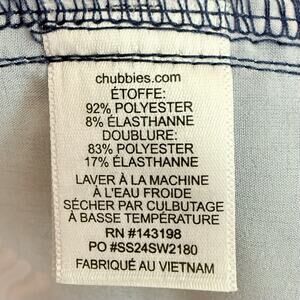 chubbies.com
ÉTOFFE:
92% POLYESTER
8% ÉLASTHANNE
DOUBLURE:
83% POLYESTER
17% ÉLASTHANNE
LAVER À LA MACHINE
À L'EAU FROIDE
SÉCHER PAR CULBUTAGE
À BASSE TEMPÉRATURE
RN #143198
PO #SS24SW2180
FABRIQUÉ AU VIETNAM